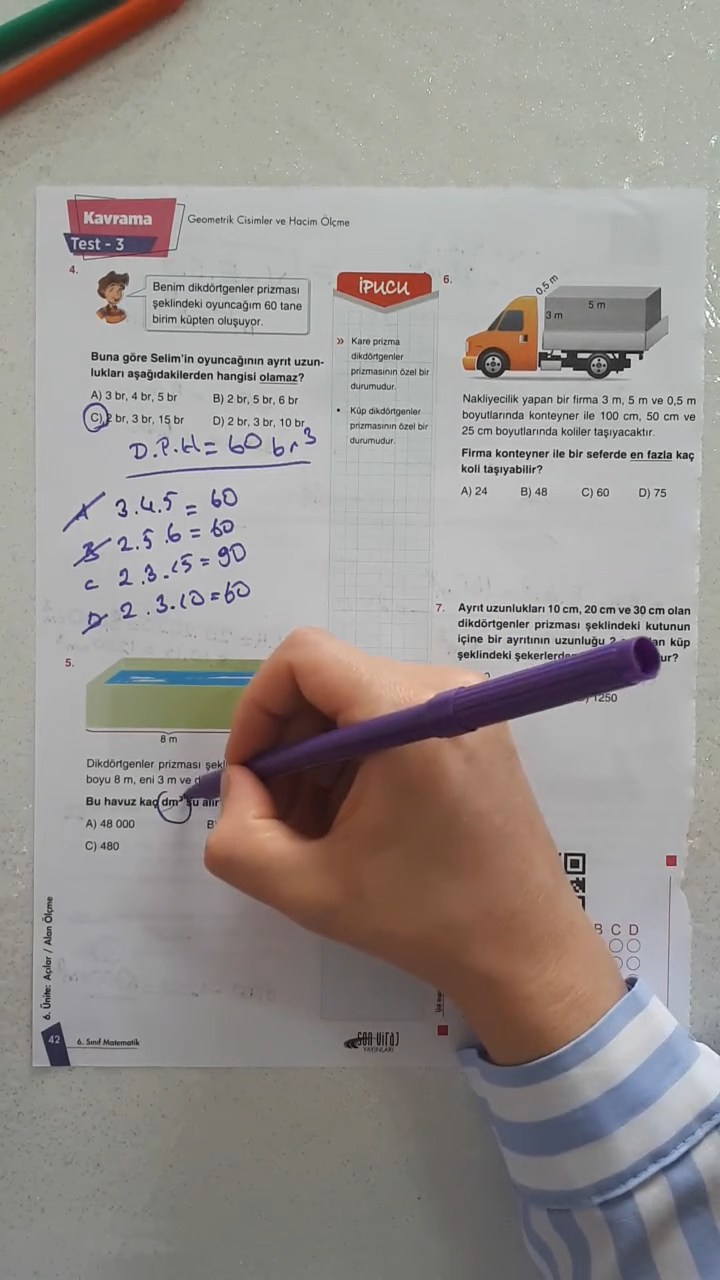 Kavrama
Test - 3
Geometrik Cisimler ve Hacim Ölçme
4.
Benim dikdörtgenler prizması
şeklindeki oyuncağım 60 tane
birim küpten oluşuyor.
Buna göre Selim'in oyuncağının ayrıt uzun-
lukları aşağıdakilerden hangisi olamaz?
A) 3 br, 4 br, 5 br B) 2 br, 5 br, 6 br
C) 2 br, 3 br, 15 br D) 2 br, 3 br, 10 br
D.P.H = 60 br³
A 3.4.5 = 60
B 2.5.6 = 60
C 2.3.15 = 90
D 2.3.10 = 60
5.
8 m
Dikdörtgenler prizması
boyu 8 m, eni 3 m ve
Bu havuz kaç dm³ su alır
A) 48 000
C) 480
İPUCU
» Kare prizma
dikdörtgenler
prizmasının özel bir
durumudur.
• Küp dikdörtgenler
prizmasının özel bir
durumudur.
6.
0,5 m
5 m
3 m
Nakliyecilik yapan bir firma 3 m, 5 m ve 0,5 m
boyutlarında konteyner ile 100 cm, 50 cm ve
25 cm boyutlarında koliler taşıyacaktır.
Firma konteyner ile bir seferde en fazla kaç
koli taşıyabilir?
A) 24 B) 48 C) 60 D) 75
7. Ayrıt uzunlukları 10 cm, 20 cm ve 30 cm olan
dikdörtgenler prizması şeklindeki kutunun
içine bir ayrıtının uzunluğu 2 küp
şeklindeki
1250
B C D
6. Ünite: Açılar / Alan Ölçme
42
6. Sınıf Matematik
SON VİRAJ
YAYINLARI